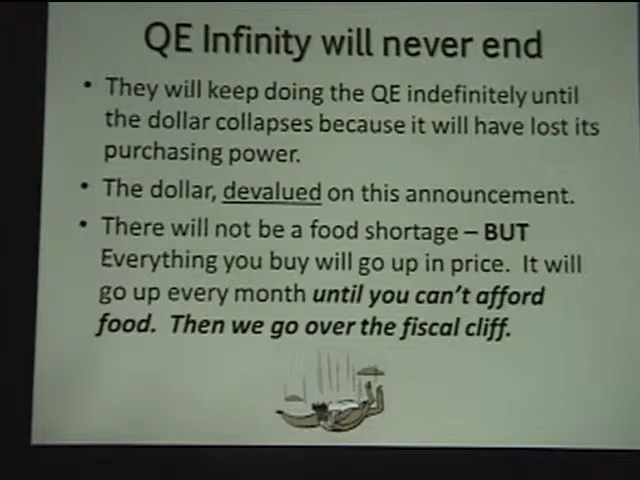 QE Infinity will never end
• They will keep doing the QE indefinitely until
the dollar collapses because it will have lost its
purchasing power.
• The dollar, devalued on this announcement.
• There will not be a food shortage – BUT
Everything you buy will go up in price. It will
go up every month until you can't afford
food. Then we go over the fiscal cliff.